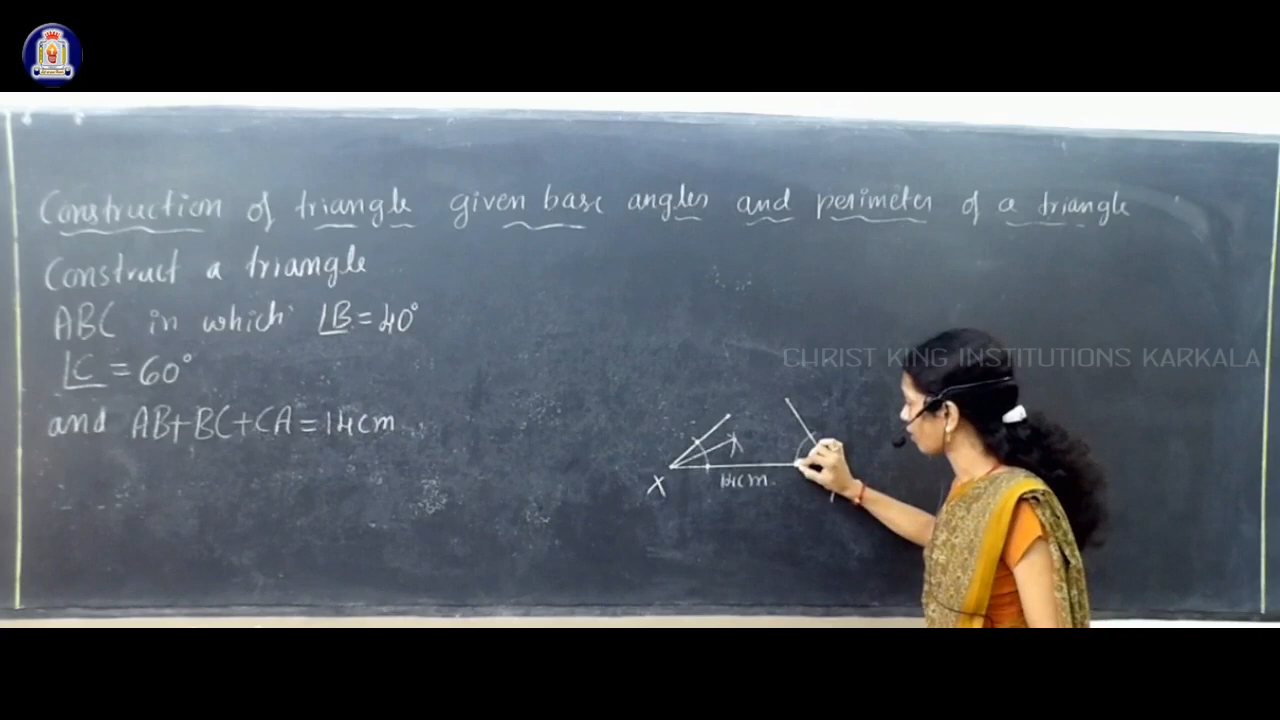 Construction of triangle given base angles and perimeter of a triangle
Construct a triangle
ABC in which ∠B = 40°
∠C = 60°
and AB+BC+CA = 14cm
CHRIST KING INSTITUTIONS KARKALA
X
14cm.